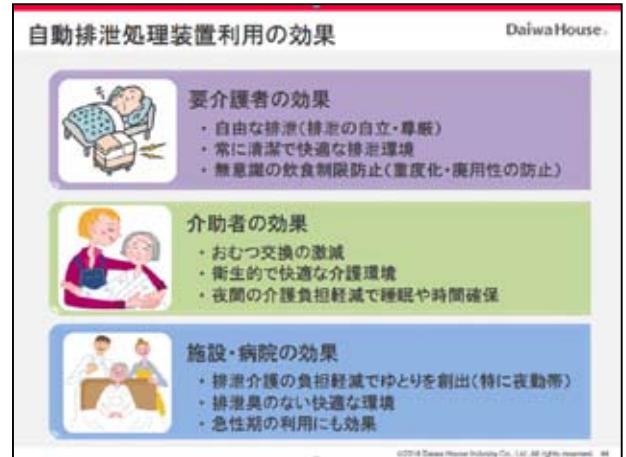 自動排泄処理装置利用の効果
DaiwaHouse®
要介護者の効果
・自由な排泄(排泄の自立・尊厳)
・常に清潔で快適な排泄環境
・無意識の飲食制限防止(重度化・廃用性の防止)
介助者の効果
・おむつ交換の激減
・衛生的で快適な介護環境
・夜間の介護負担軽減で睡眠や時間確保
施設・病院の効果
・排泄介護の負担軽減でゆとりを創出(特に夜勤帯)
・排泄臭のない快適な環境
・急性期の利用にも効果
Daiwa House Industry Co., Ltd. All rights reserved.